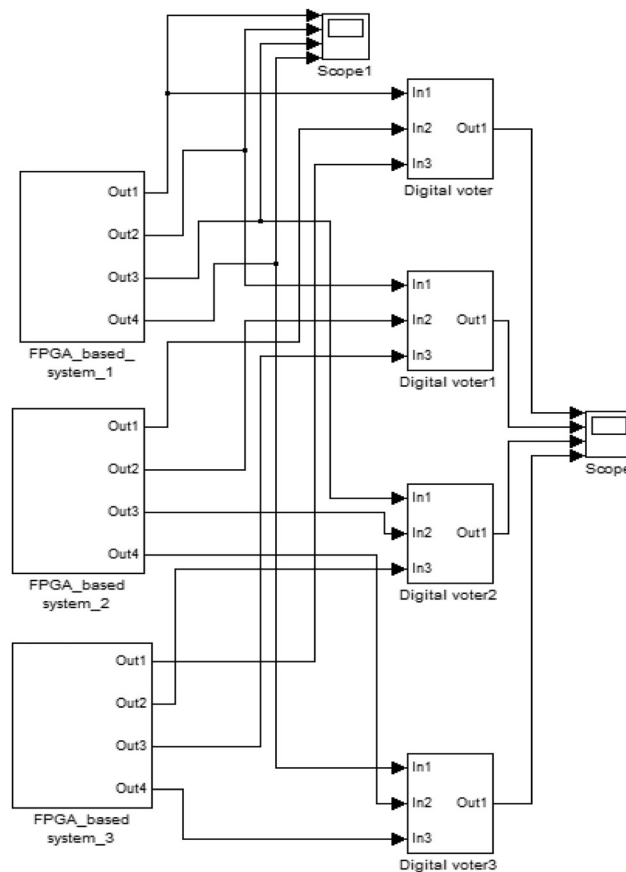 Scope1
In1
In2
Out1
In3
Digital voter
Out1
Out2
Out3
Out4
FPGA_based_
system_1
In1
In2
Out1
In3
Digital voter1
Out1
Out2
Out3
Out4
FPGA_based
system_2
Scope
In1
In2
Out1
In3
Digital voter2
Out1
Out2
Out3
Out4
FPGA_based
system_3
In1
In2
Out1
In3
Digital voter3